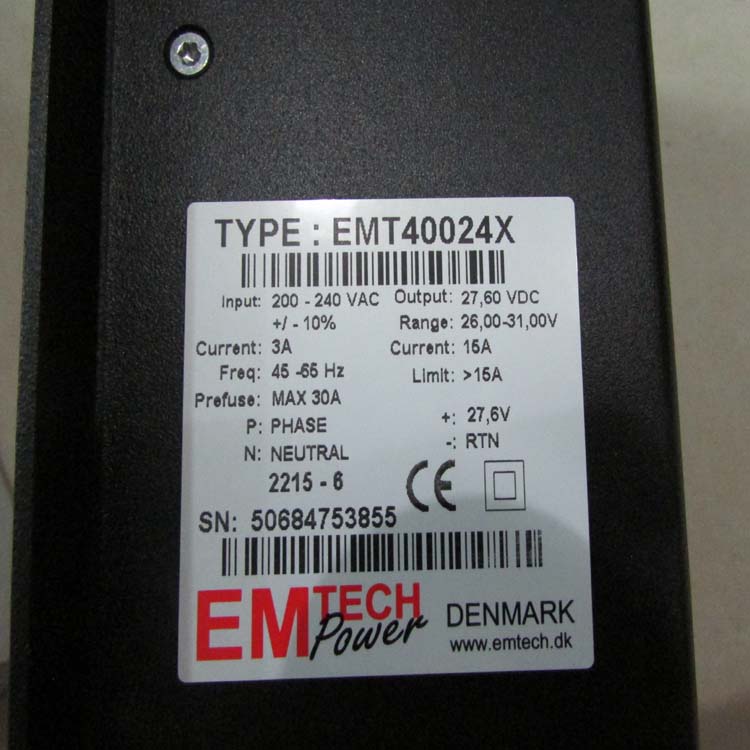 TYPE : EMT40024X
Input: 200 - 240 VAC Output: 27,60 VDC
+/- 10% Range: 26,00-31,00V
Current: 3A Current: 15A
Freq: 45 -65 Hz Limit: >15A
Prefuse: MAX 30A
P: PHASE +: 27,6V
N: NEUTRAL -: RTN
2215 - 6 CE
SN: 50684753855
EMTECH Power DENMARK
www.emtech.dk